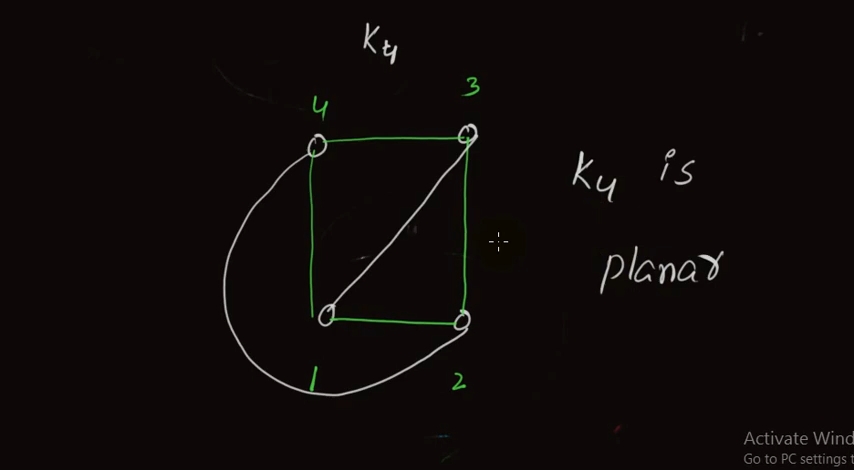 K4
4
3
K4 is
planar
1
2
Activate Wind
Go to PC settings t